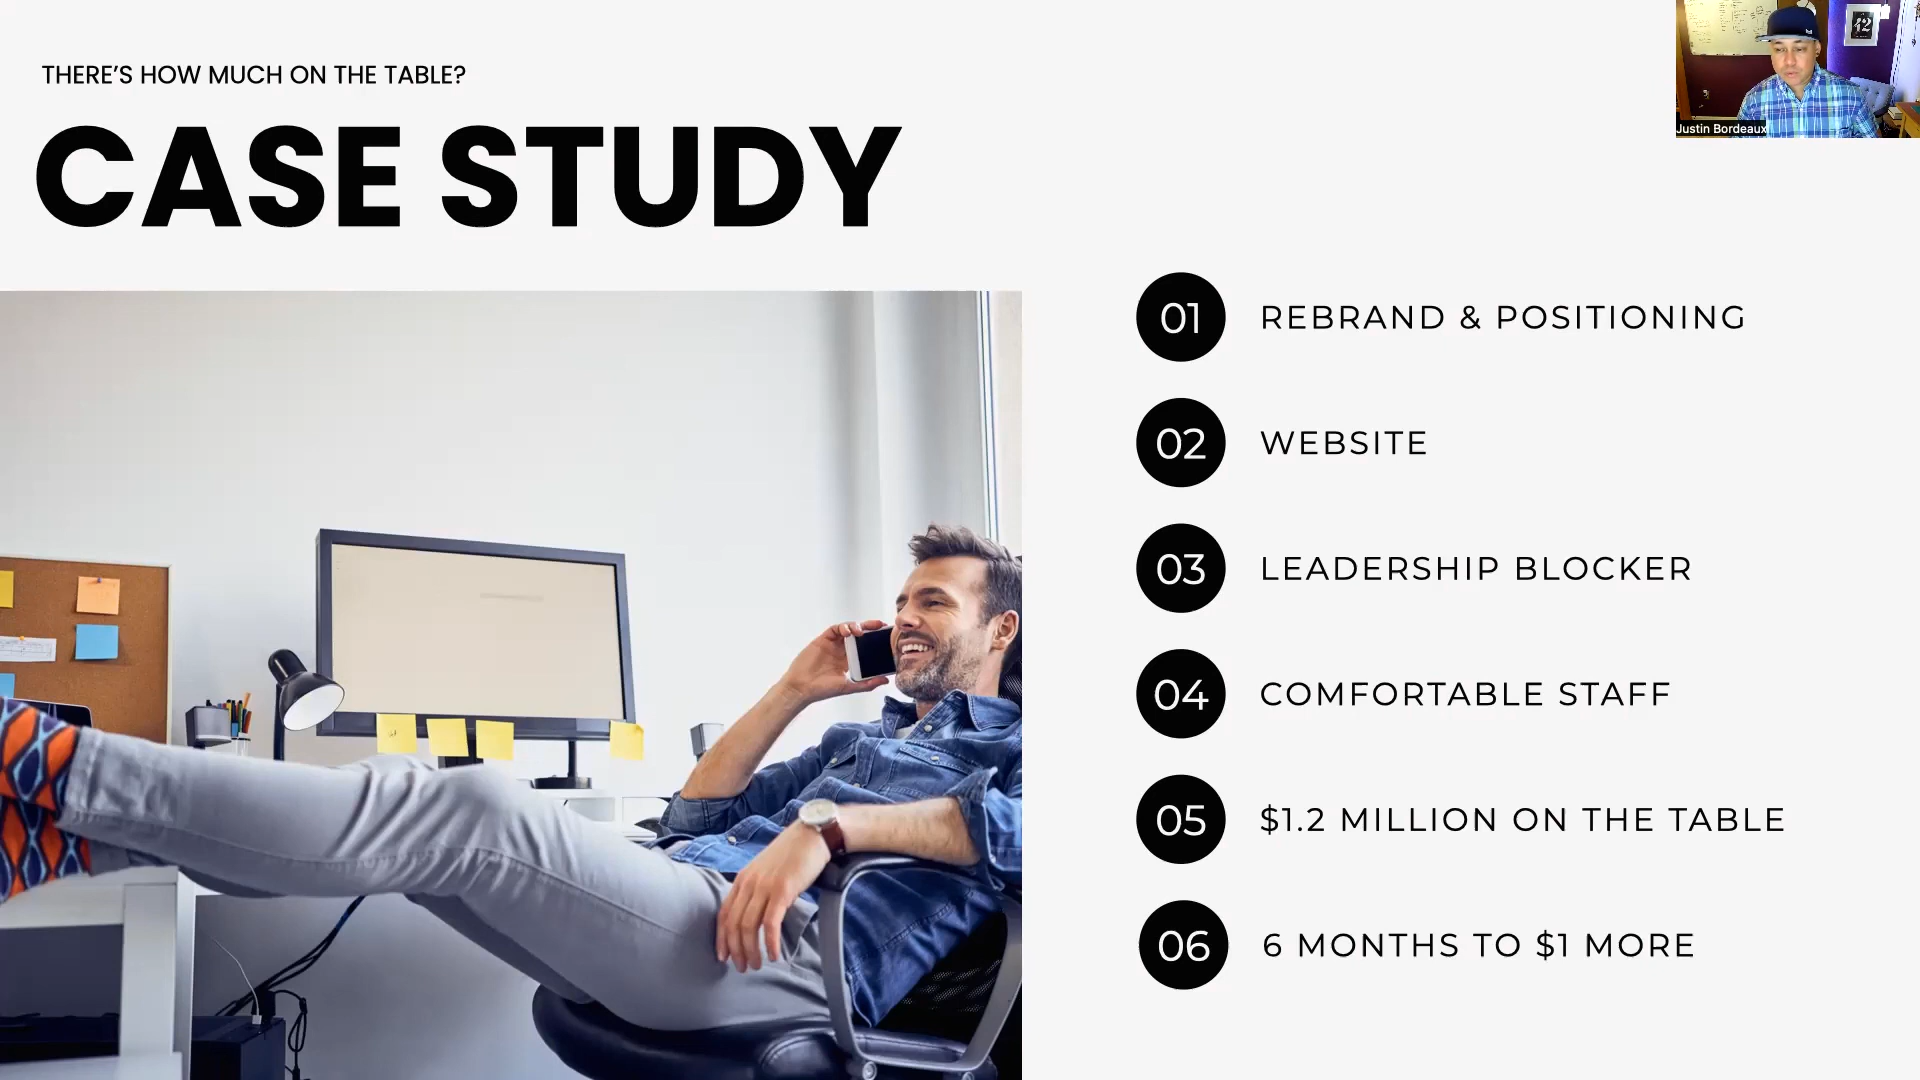 THERE'S HOW MUCH ON THE TABLE?
CASE STUDY
42
Justin Bordeaux
01 REBRAND & POSITIONING
02 WEBSITE
03 LEADERSHIP BLOCKER
04 COMFORTABLE STAFF
05 $1.2 MILLION ON THE TABLE
06 6 MONTHS TO $1 MORE